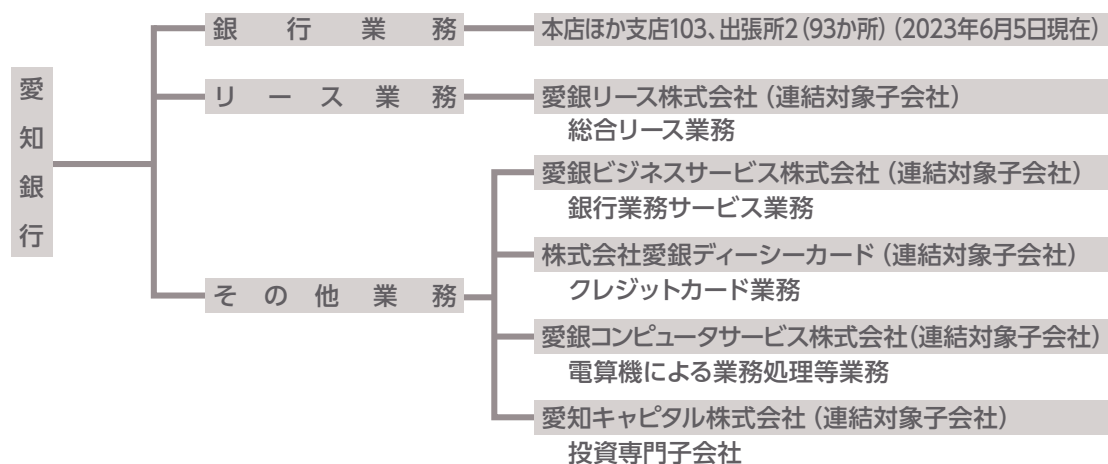 愛知銀行
銀行業務
本店ほか支店103、出張所2(93か所)(2023年6月5日現在)
リース業務
愛銀リース株式会社(連結対象子会社)
総合リース業務
その他業務
愛銀ビジネスサービス株式会社(連結対象子会社)
銀行業務サービス業務
株式会社愛銀ディーシーカード(連結対象子会社)
クレジットカード業務
愛銀コンピュータサービス株式会社(連結対象子会社)
電算機による業務処理等業務
愛知キャピタル株式会社(連結対象子会社)
投資専門子会社